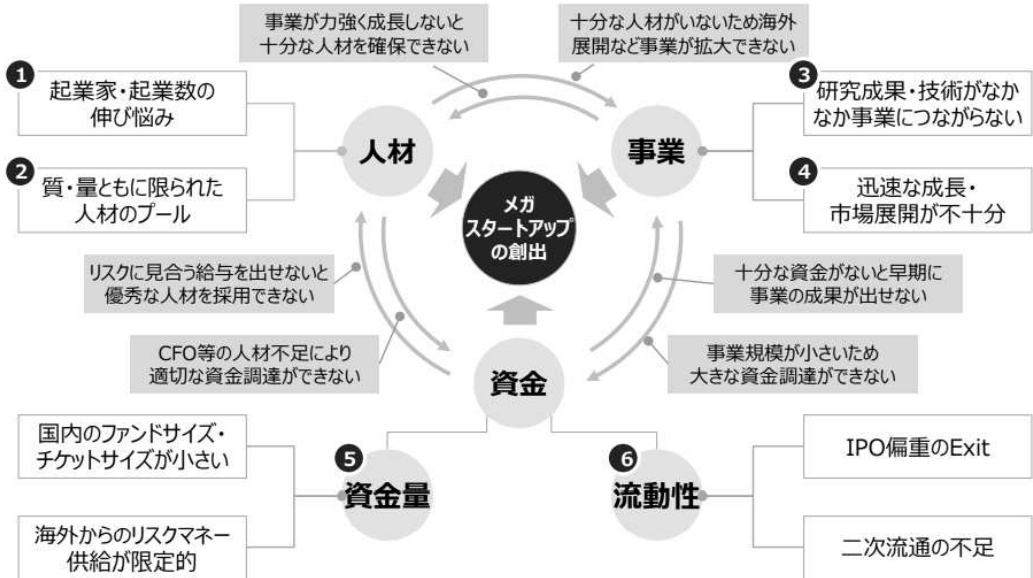 事業が力強く成長しないと
十分な人材を確保できない
十分な人材がいないため海外
展開など事業が拡大できない
❶
起業家・起業数の
伸び悩み
❷
質・量ともに限られた
人材のプール
人材
事業
❸
研究成果・技術がなか
なか事業につながらない
❹
迅速な成長・
市場展開が不十分
メガ
スタートアップ
の創出
リスクに見合う給与を出せないと
優秀な人材を採用できない
十分な資金がないと早期に
事業の成果が出せない
CFO等の人材不足により
適切な資金調達ができない
事業規模が小さいため
大きな資金調達ができない
資金
国内のファンドサイズ・
チケットサイズが小さい
海外からのリスクマネー
供給が限定的
❺
資金量
❻
流動性
IPO偏重のExit
二次流通の不足